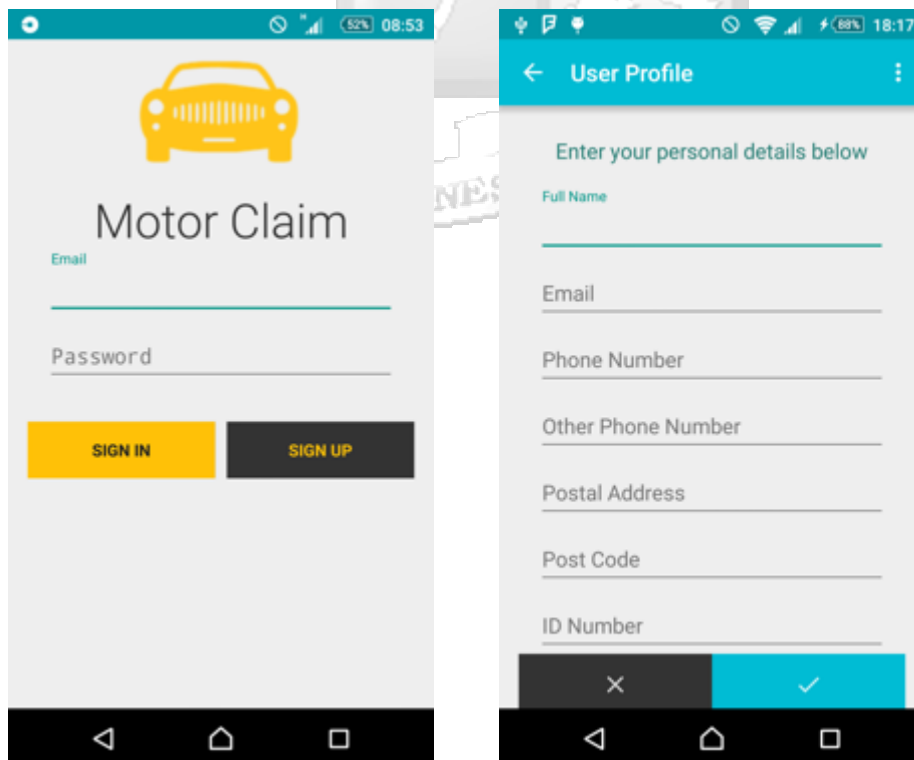 52% 08:53
Motor Claim
Email
Password
SIGN IN SIGN UP
88% 18:17
User Profile
Enter your personal details below
Full Name
Email
Phone Number
Other Phone Number
Postal Address
Post Code
ID Number